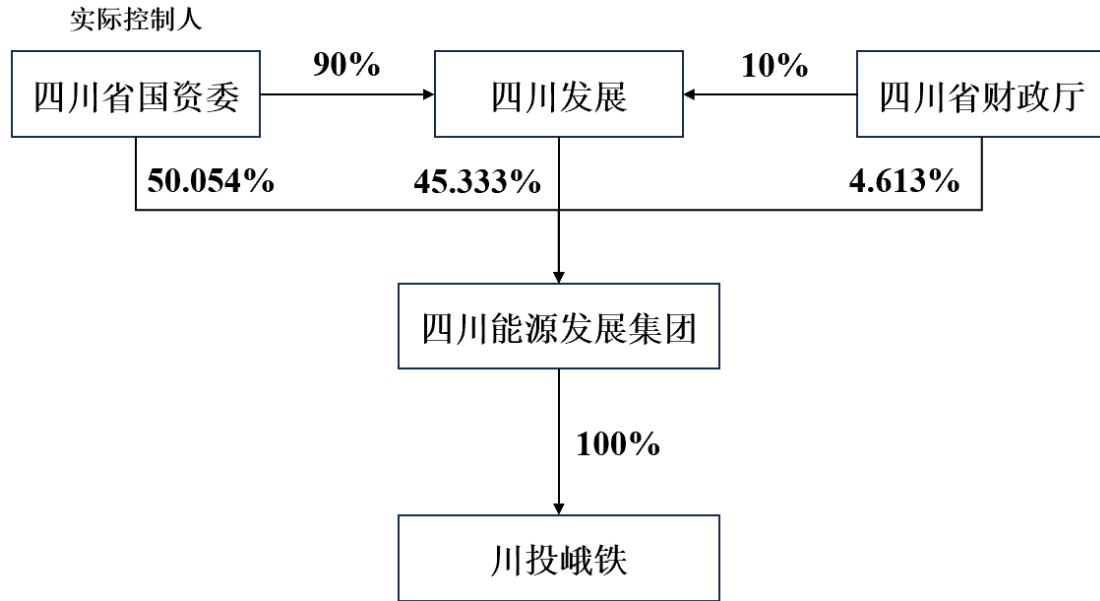 实际控制人
四川省国资委
90%
四川发展
10%
四川省财政厅
50.054%
45.333%
4.613%
四川能源发展集团
100%
川投峨铁